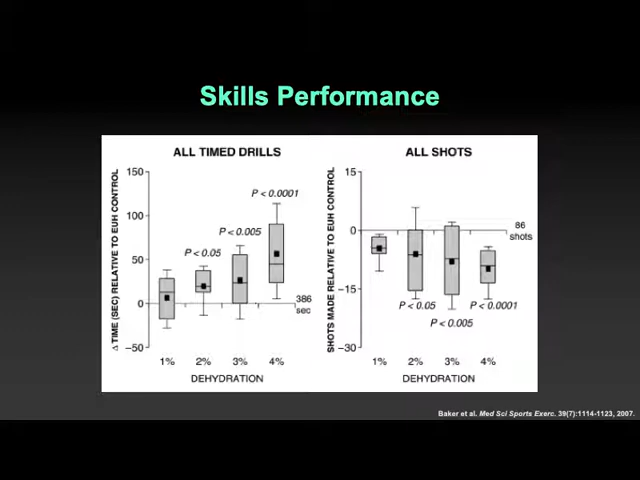 Skills Performance
ALL TIMED DRILLS
Δ TIME (SEC) RELATIVE TO EUH CONTROL
150
100
50
0
−50
P < 0.05
P < 0.005
P < 0.0001
386
sec
1% 2% 3% 4%
DEHYDRATION
ALL SHOTS
SHOTS MADE RELATIVE TO EUH CONTROL
15
0
−15
−30
86
shots
P < 0.05
P < 0.005
P < 0.0001
1% 2% 3% 4%
DEHYDRATION
Baker et al. Med Sci Sports Exerc. 39(7):1114-1123, 2007.